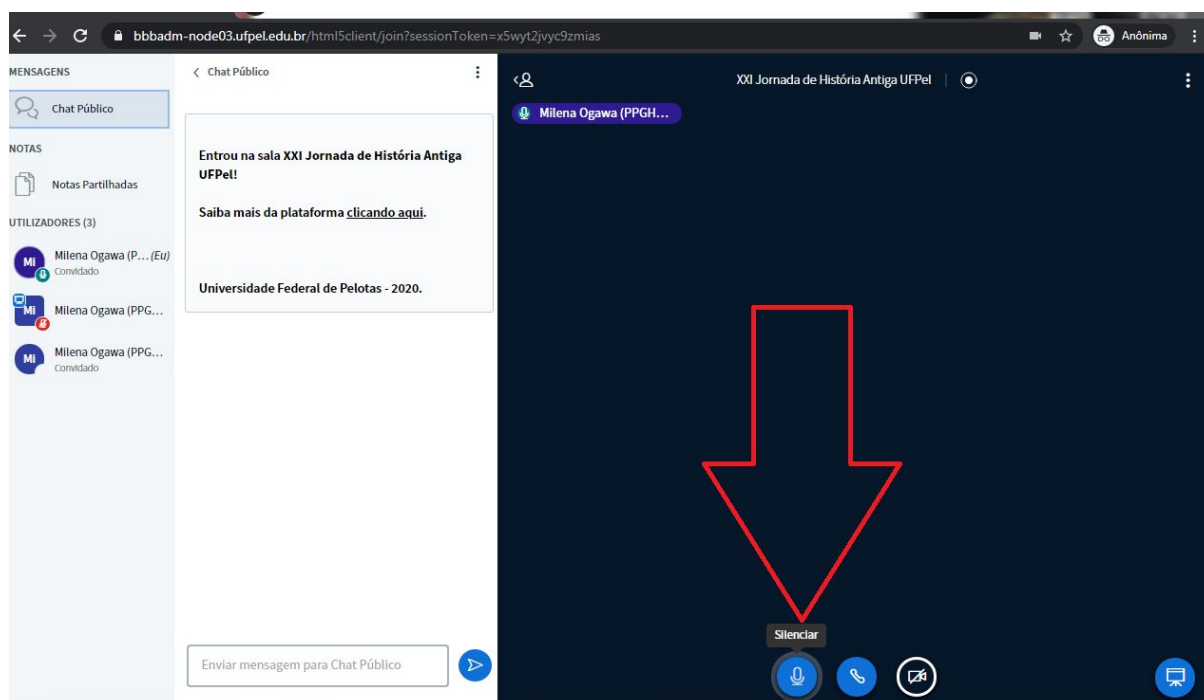 bbbadm-node03.ufpel.edu.br/html5client/join?sessionToken=x5wyt2jvyc9zmias
Anônima
MENSAGENS
Chat Público
NOTAS
Notas Partilhadas
UTILIZADORES (3)
Mi
Milena Ogawa (P... (Eu)
Convidado
Mi
Milena Ogawa (PPG...
Mi
Milena Ogawa (PPG...
Convidado
Chat Público
Entrou na sala XXI Jornada de História Antiga
UFPel!
Saiba mais da plataforma clicando aqui.
Universidade Federal de Pelotas - 2020.
Enviar mensagem para Chat Público
XXI Jornada de História Antiga UFPel
Milena Ogawa (PPGH...
Silenciar